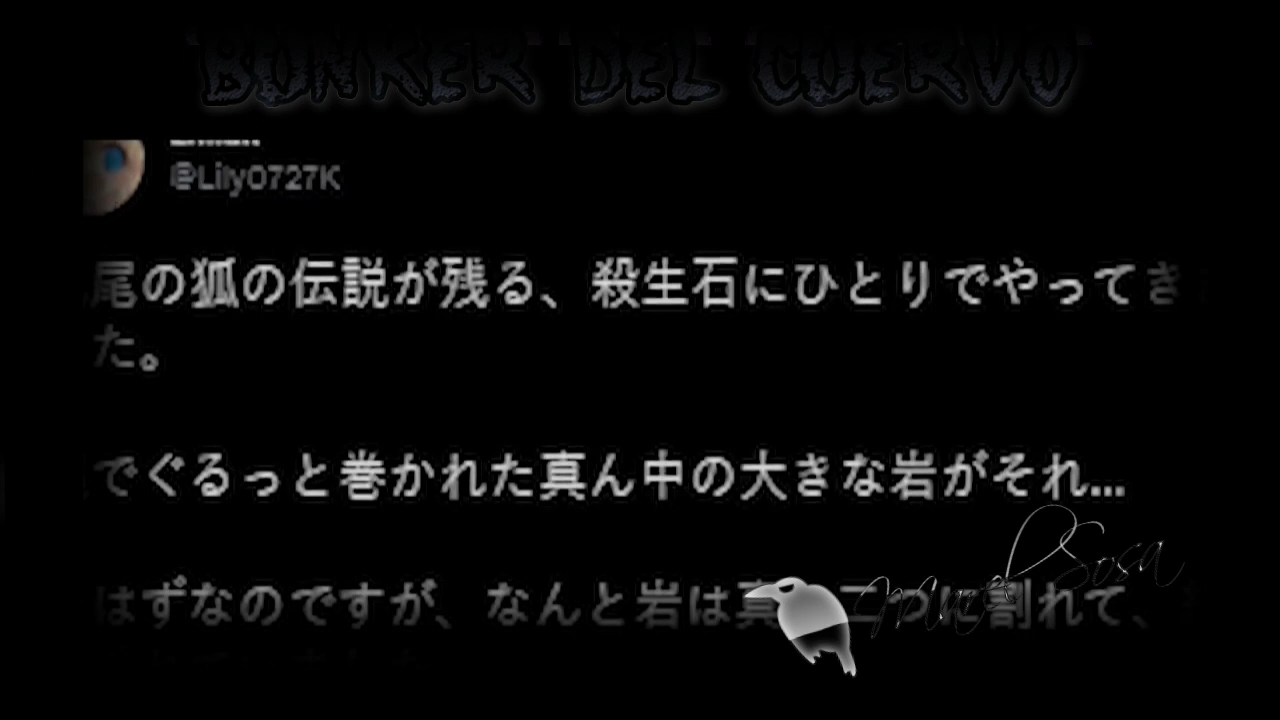 BUNKER DEL CUERVO
@Lily0727K
尾の狐の伝説が残る、殺生石にひとりでやってき
た。
でぐるっと巻かれた真ん中の大きな岩がそれ...
はずなのですが、なんと岩は真 二つに割れて、
Sosa